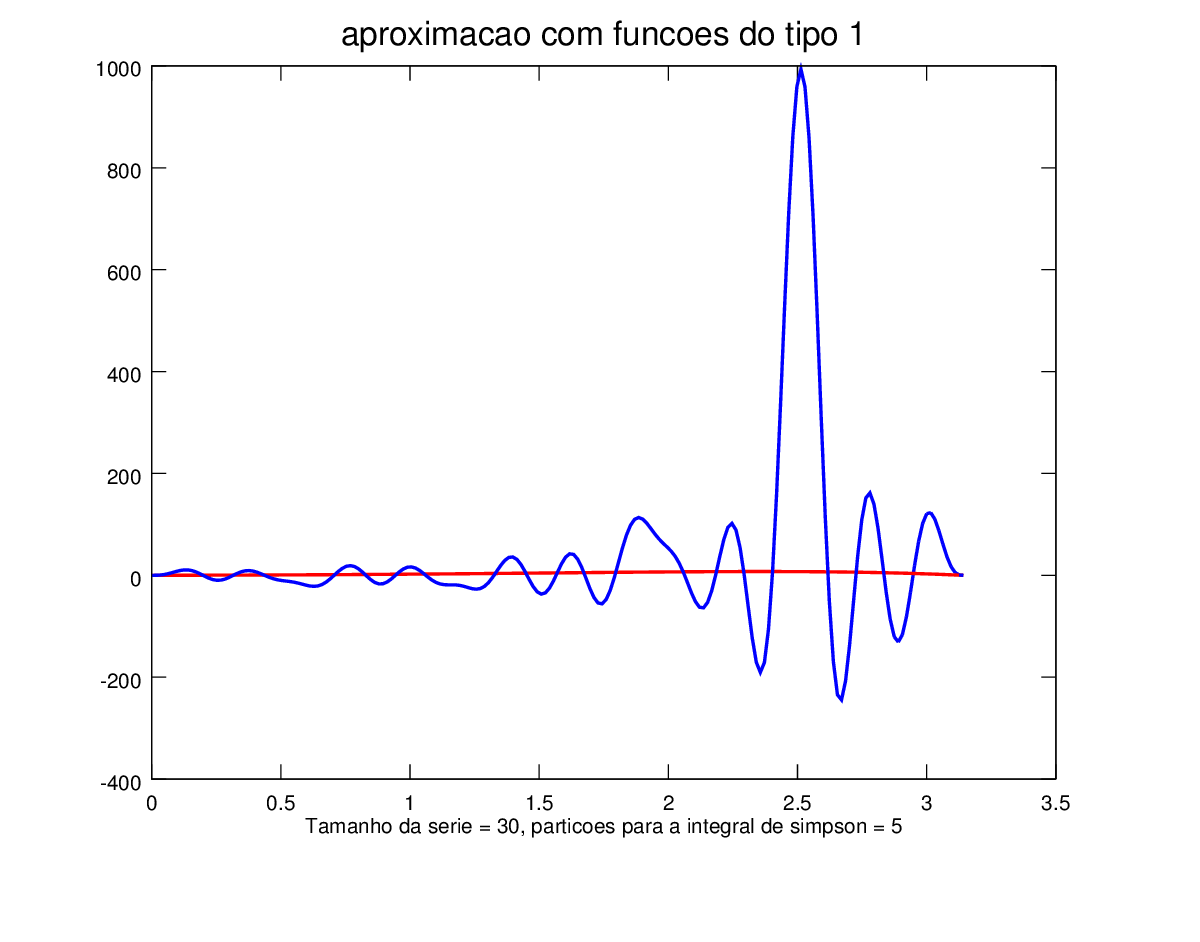 aproximacao com funcoes do tipo 1
1000
800
600
400
200
0
-200
-400
0 0.5 1 1.5 2 2.5 3 3.5
Tamanho da serie = 30, particoes para a integral de simpson = 5